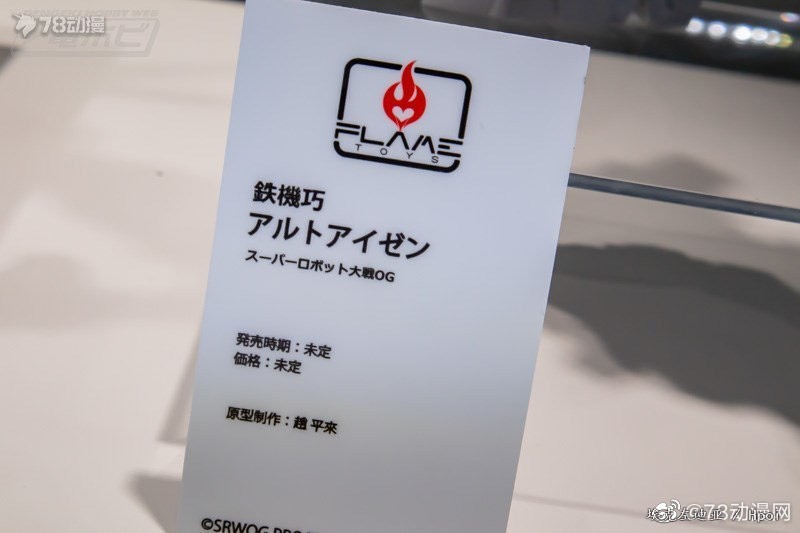 78动漫
FLAME
TOYS
鉄機巧
アルトアイゼン
スーパーロボット大戦OG
発売時期：未定
価格：未定
原型制作：趙 平來
©SRWOG PRO
@78动漫网